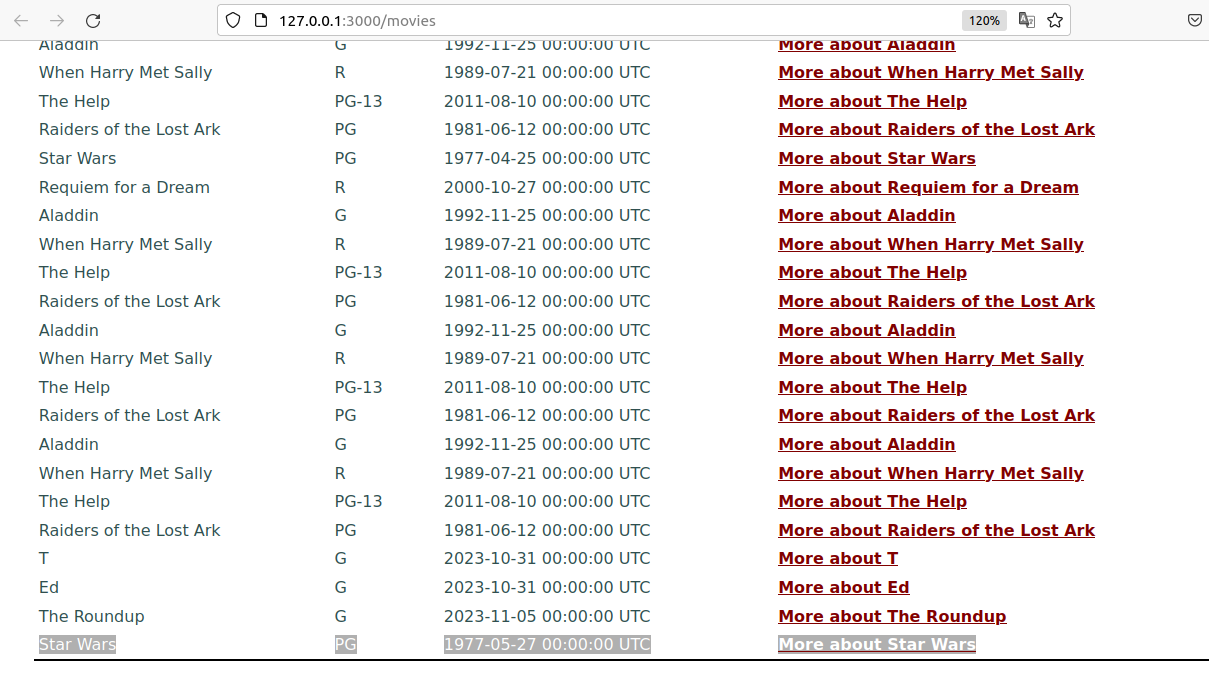 127.0.0.1:3000/movies 120%
Aladdin G 1992-11-25 00:00:00 UTC More about Aladdin
When Harry Met Sally R 1989-07-21 00:00:00 UTC More about When Harry Met Sally
The Help PG-13 2011-08-10 00:00:00 UTC More about The Help
Raiders of the Lost Ark PG 1981-06-12 00:00:00 UTC More about Raiders of the Lost Ark
Star Wars PG 1977-04-25 00:00:00 UTC More about Star Wars
Requiem for a Dream R 2000-10-27 00:00:00 UTC More about Requiem for a Dream
Aladdin G 1992-11-25 00:00:00 UTC More about Aladdin
When Harry Met Sally R 1989-07-21 00:00:00 UTC More about When Harry Met Sally
The Help PG-13 2011-08-10 00:00:00 UTC More about The Help
Raiders of the Lost Ark PG 1981-06-12 00:00:00 UTC More about Raiders of the Lost Ark
Aladdin G 1992-11-25 00:00:00 UTC More about Aladdin
When Harry Met Sally R 1989-07-21 00:00:00 UTC More about When Harry Met Sally
The Help PG-13 2011-08-10 00:00:00 UTC More about The Help
Raiders of the Lost Ark PG 1981-06-12 00:00:00 UTC More about Raiders of the Lost Ark
Aladdin G 1992-11-25 00:00:00 UTC More about Aladdin
When Harry Met Sally R 1989-07-21 00:00:00 UTC More about When Harry Met Sally
The Help PG-13 2011-08-10 00:00:00 UTC More about The Help
Raiders of the Lost Ark PG 1981-06-12 00:00:00 UTC More about Raiders of the Lost Ark
T G 2023-10-31 00:00:00 UTC More about T
Ed G 2023-10-31 00:00:00 UTC More about Ed
The Roundup G 2023-11-05 00:00:00 UTC More about The Roundup
Star Wars PG 1977-05-27 00:00:00 UTC More about Star Wars